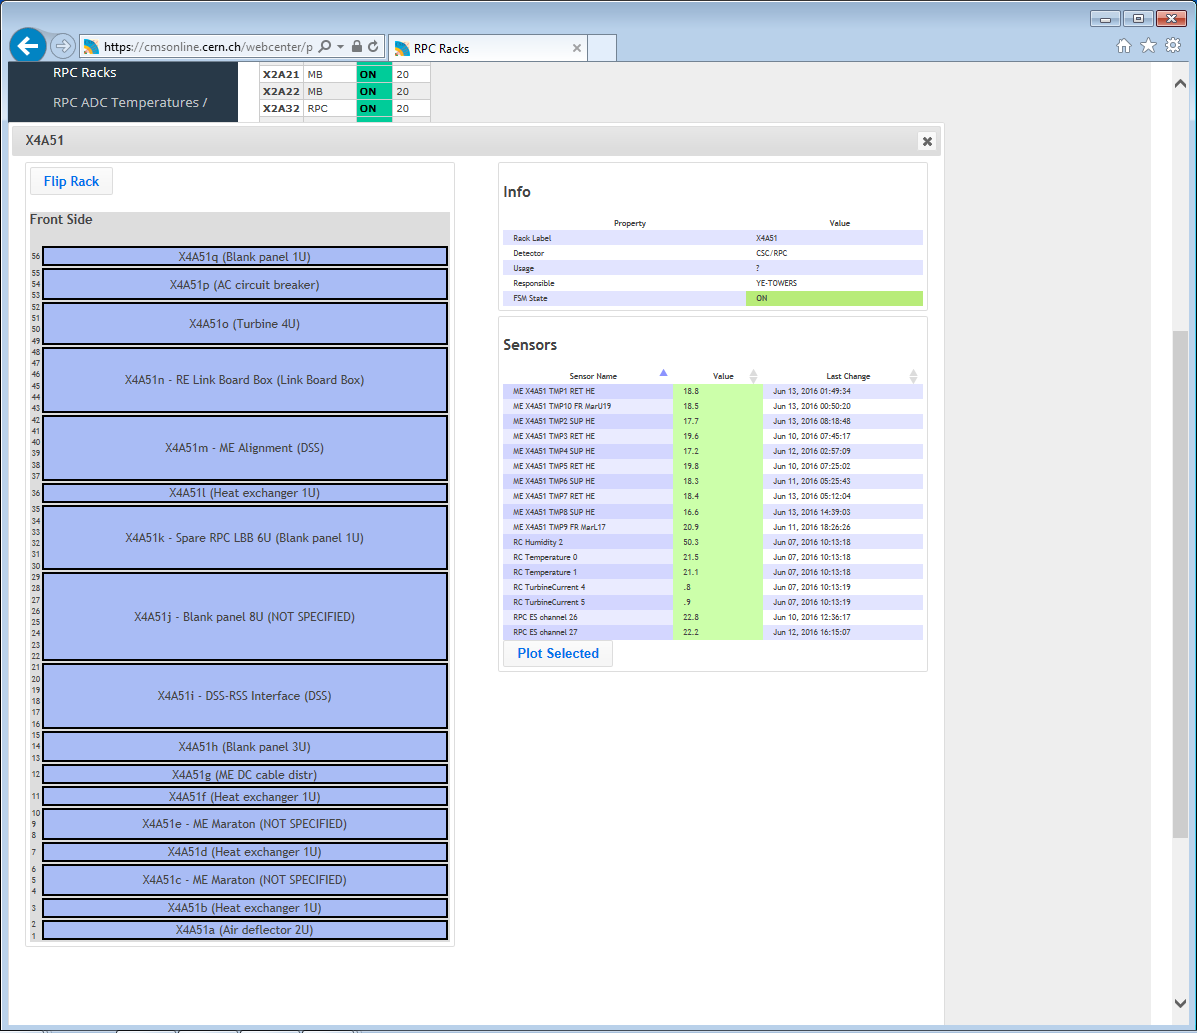 https://cmsonline.cern.ch/webcenter/p
RPC Racks
RPC Racks
RPC ADC Temperatures /
X2A21 MB ON 20
X2A22 MB ON 20
X2A32 RPC ON 20
X4A51
Flip Rack
Front Side
56 X4A51q (Blank panel 1U)
55
54 X4A51p (AC circuit breaker)
53
52
51 X4A51o (Turbine 4U)
50
49
48
47
46 X4A51n - RE Link Board Box (Link Board Box)
45
44
43
42
41
40 X4A51m - ME Alignment (DSS)
39
38
37
36 X4A51l (Heat exchanger 1U)
35
34
33 X4A51k - Spare RPC LBB 6U (Blank panel 1U)
32
31
30
29
28
27
26 X4A51j - Blank panel 8U (NOT SPECIFIED)
25
24
23
22
21
20
19 X4A51i - DSS-RSS Interface (DSS)
18
17
16
15
14 X4A51h (Blank panel 3U)
13
12 X4A51g (ME DC cable distr)
11 X4A51f (Heat exchanger 1U)
10
9 X4A51e - ME Maraton (NOT SPECIFIED)
8
7 X4A51d (Heat exchanger 1U)
6
5 X4A51c - ME Maraton (NOT SPECIFIED)
4
3 X4A51b (Heat exchanger 1U)
2 X4A51a (Air deflector 2U)
1
Info
Property Value
Rack Label X4A51
Detector CSC/RPC
Usage ?
Responsible YE-TOWERS
FSM State ON
Sensors
Sensor Name Value Last Change
ME X4A51 TMP1 RET HE 18.8 Jun 13, 2016 01:49:34
ME X4A51 TMP10 FR MarU19 18.5 Jun 13, 2016 00:50:20
ME X4A51 TMP2 SUP HE 17.7 Jun 13, 2016 08:18:48
ME X4A51 TMP3 RET HE 19.6 Jun 10, 2016 07:45:17
ME X4A51 TMP4 SUP HE 17.2 Jun 12, 2016 02:57:09
ME X4A51 TMP5 RET HE 19.8 Jun 10, 2016 07:25:02
ME X4A51 TMP6 SUP HE 18.3 Jun 11, 2016 05:25:43
ME X4A51 TMP7 RET HE 18.4 Jun 13, 2016 05:12:04
ME X4A51 TMP8 SUP HE 16.6 Jun 13, 2016 14:39:03
ME X4A51 TMP9 FR MarL17 20.9 Jun 11, 2016 18:26:26
RC Humidity 2 50.3 Jun 07, 2016 10:13:18
RC Temperature 0 21.5 Jun 07, 2016 10:13:18
RC Temperature 1 21.1 Jun 07, 2016 10:13:18
RC TurbineCurrent 4 .8 Jun 07, 2016 10:13:19
RC TurbineCurrent 5 .9 Jun 07, 2016 10:13:19
RPC ES channel 26 22.8 Jun 10, 2016 12:36:17
RPC ES channel 27 22.2 Jun 12, 2016 16:15:07
Plot Selected